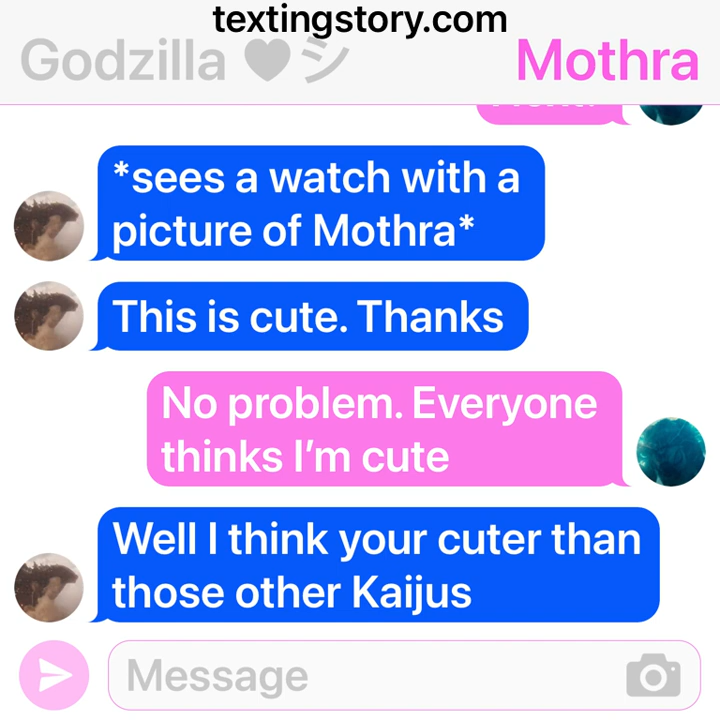 textingstory.com
Godzilla ♥シ Mothra
*sees a watch with a
picture of Mothra*
This is cute. Thanks
No problem. Everyone
thinks I’m cute
Well I think your cuter than
those other Kaijus
Message